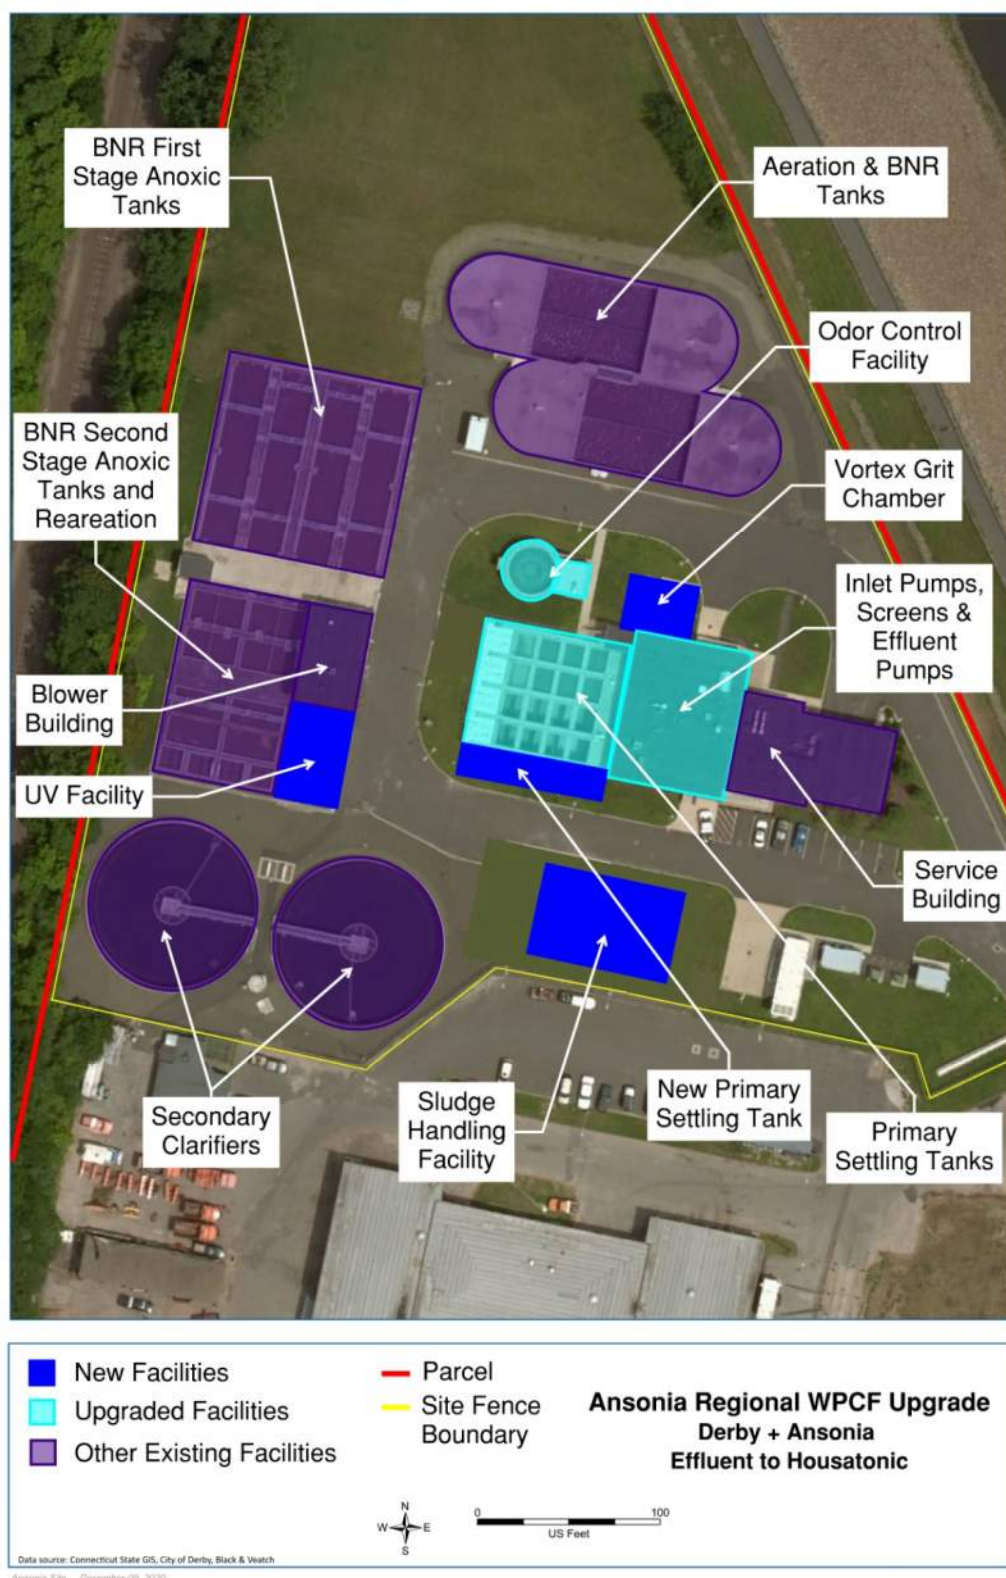 BNR First
Stage Anoxic
Tanks
Aeration & BNR
Tanks
Odor Control
Facility
BNR Second
Stage Anoxic
Tanks and
Reareation
Vortex Grit
Chamber
Inlet Pumps,
Screens &
Effluent
Pumps
Blower
Building
UV Facility
Service
Building
Secondary
Clarifiers
Sludge
Handling
Facility
New Primary
Settling Tank
Primary
Settling Tanks
New Facilities
Upgraded Facilities
Other Existing Facilities
Parcel
Site Fence
Boundary
Ansonia Regional WPCF Upgrade
Derby + Ansonia
Effluent to Housatonic
N
W E
S
0 100
US Feet
Data source: Connecticut State GIS, City of Derby, Black & Veatch